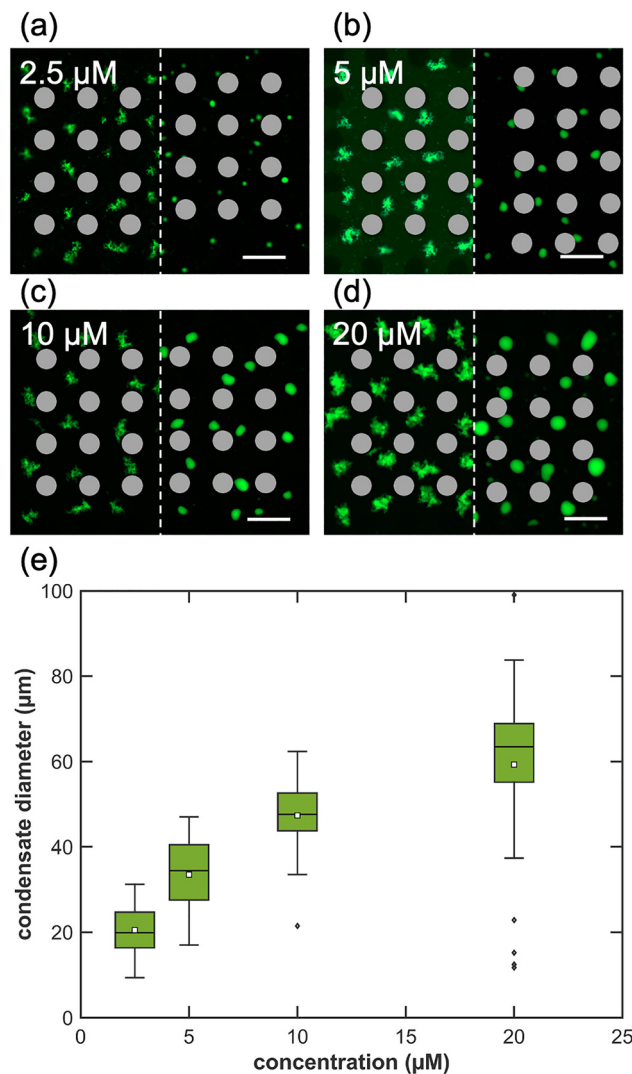 (a)
(b)
2.5 µM
5 µM
(c)
(d)
10 µM
20 µM
(e)
100
80
60
40
20
0
condensate diameter (µm)
0
5
10
15
20
25
concentration (µM)